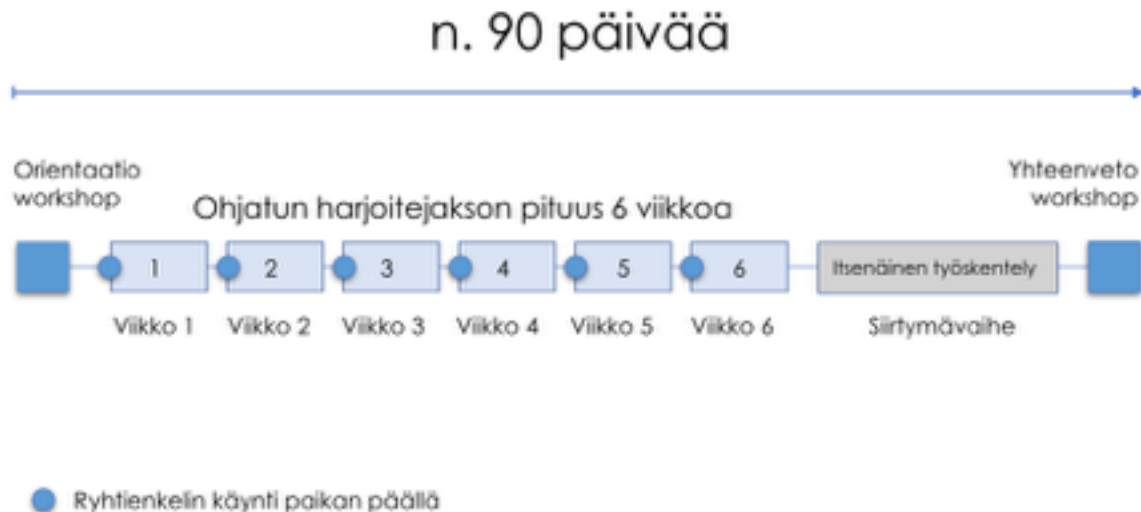 n. 90 päivää
Orientaatio
workshop
Yhteenveto
workshop
Ohjatun harjoitejakson pituus 6 viikkoa
1 2 3 4 5 6 Itsenäinen työskentely
Viikko 1 Viikko 2 Viikko 3 Viikko 4 Viikko 5 Viikko 6 Siirtymävaihe
Ryhtienkelin käynti paikan päällä